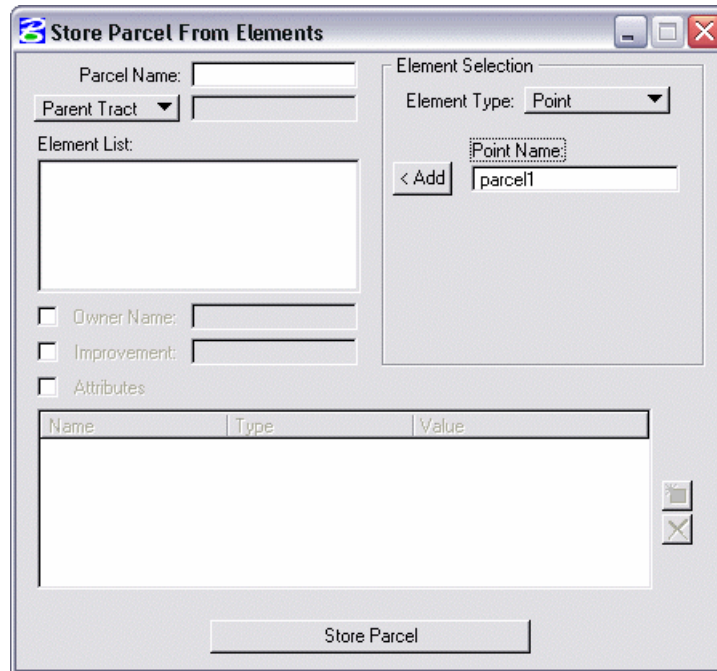 Store Parcel From Elements
Parcel Name:
Parent Tract
Element List:
Element Selection
Element Type: Point
Point Name:
< Add parcel1
Owner Name:
Improvement:
Attributes
Name Type Value
Store Parcel